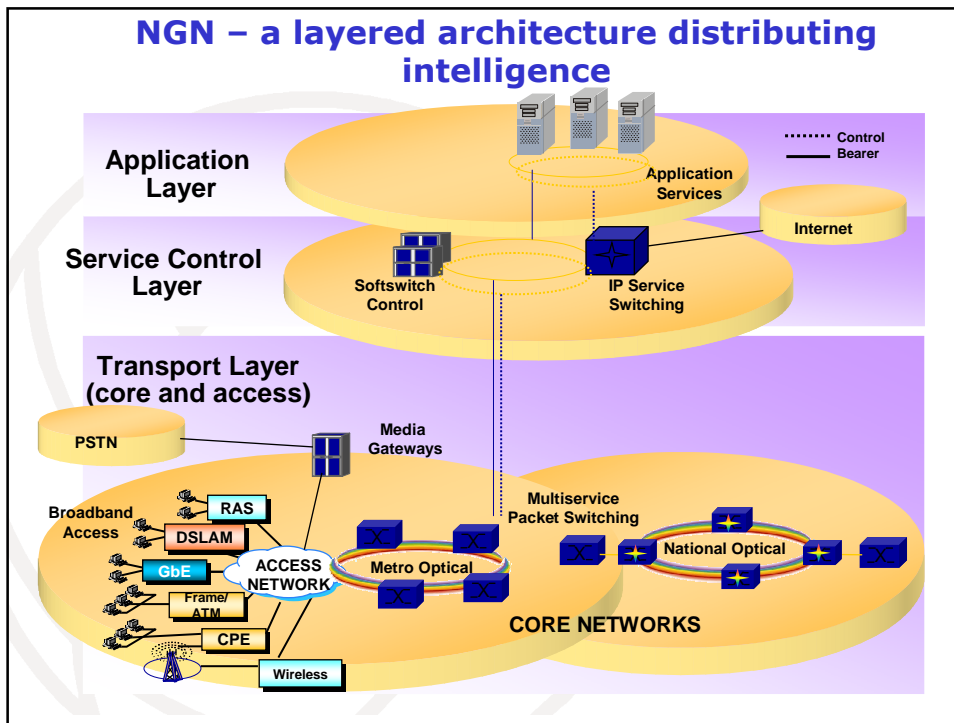 NGN – a layered architecture distributing
intelligence
Control
Bearer
Application
Layer
Application
Services
Internet
Service Control
Layer
Softswitch
Control
IP Service
Switching
Transport Layer
(core and access)
PSTN
Media
Gateways
Broadband
Access
RAS
DSLAM
GbE
Frame/
ATM
CPE
Wireless
ACCESS
NETWORK
Metro Optical
Multiservice
Packet Switching
National Optical
CORE NETWORKS